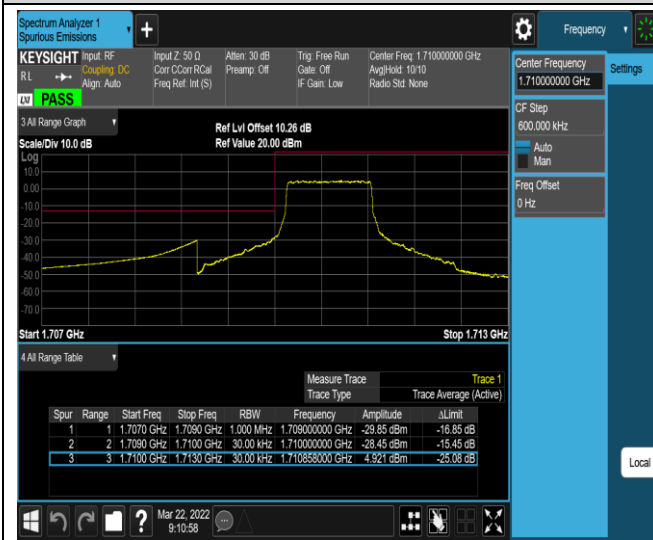 Spectrum Analyzer 1
Spurious Emissions
+
Frequency
KEYSIGHT
RL
LXI PASS
Input: RF
Coupling: DC
Align: Auto
Input Z: 50 Ω
Corr CCorr RCal
Freq Ref: Int (S)
Atten: 30 dB
Preamp: Off
Trig: Free Run
Gate: Off
IF Gain: Low
Center Freq: 1.710000000 GHz
Avg|Hold: 10/10
Radio Std: None
Center Frequency
1.710000000 GHz
Settings
CF Step
600.000 kHz
Auto
Man
Freq Offset
0 Hz
3 All Range Graph
Scale/Div 10.0 dB
Ref Lvl Offset 10.26 dB
Ref Value 20.00 dBm
Log
10.0
0.00
-10.0
-20.0
-30.0
-40.0
-50.0
-60.0
-70.0
Start 1.707 GHz
Stop 1.713 GHz
4 All Range Table
Measure Trace Trace 1
Trace Type Trace Average (Active)
Spur Range Start Freq Stop Freq RBW Frequency Amplitude ΔLimit
1 1 1.7070 GHz 1.7090 GHz 1.000 MHz 1.709000000 GHz -29.85 dBm -16.85 dB
2 2 1.7090 GHz 1.7100 GHz 30.00 kHz 1.710000000 GHz -28.45 dBm -15.45 dB
3 3 1.7100 GHz 1.7130 GHz 30.00 kHz 1.710858000 GHz 4.921 dBm -25.08 dB
Local
?
Mar 22, 2022
9:10:58